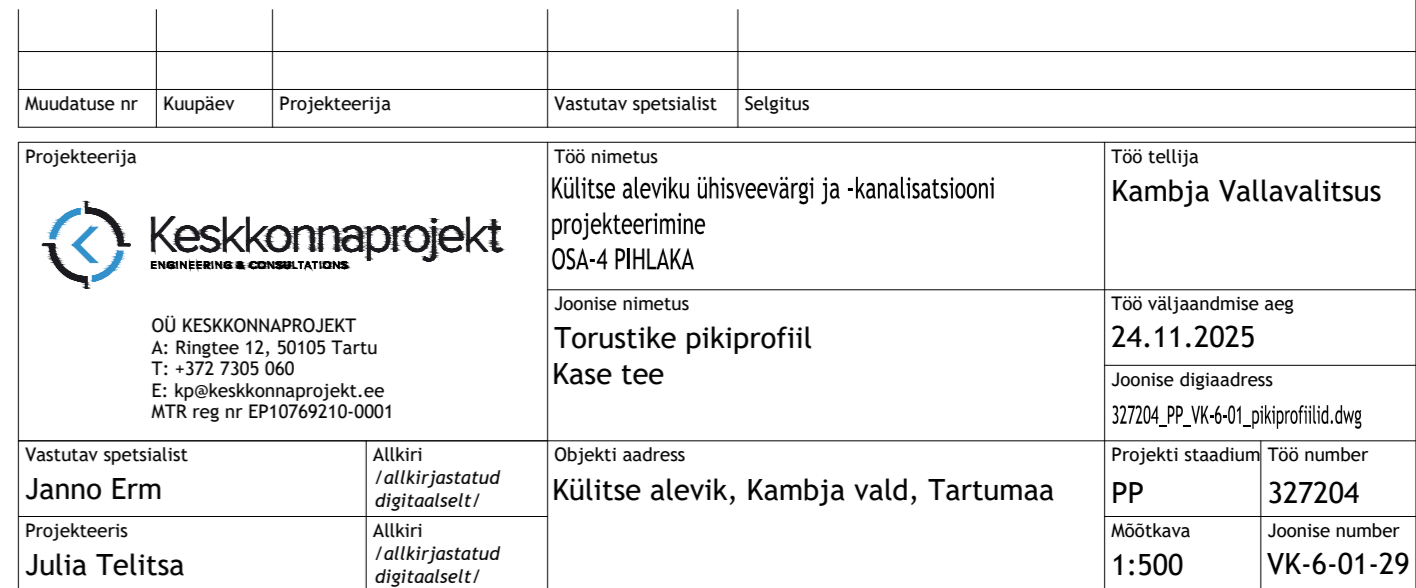 Muudatuse nr Kuupäev Projekteerija Vastutav spetsialist Selgitus
Projekteerija
Keskkonnaprojekt
ENGINEERING & CONSULTATIONS
OÜ KESKKONNAPROJEKT
A: Ringtee 12, 50105 Tartu
T: +372 7305 060
E: kp@keskkonnaprojekt.ee
MTR reg nr EP10769210-0001
Töö nimetus
Külitse aleviku ühisveevärgi ja -kanalisatsiooni
projekteerimine
OSA-4 PIHLAKA
Töö tellija
Kambja Vallavalitsus
Joonise nimetus
Torustike pikiprofiil
Kase tee
Töö väljaandmise aeg
24.11.2025
Joonise digiaadress
327204_PP_VK-6-01_pikiprofiilid.dwg
Vastutav spetsialist
Janno Erm
Allkiri
/allkirjastatud
digitaalselt/
Objekti aadress
Külitse alevik, Kambja vald, Tartumaa
Projekti staadium
PP
Töö number
327204
Projekteeris
Julia Telitsa
Allkiri
/allkirjastatud
digitaalselt/
Mõõtkava
1:500
Joonise number
VK-6-01-29